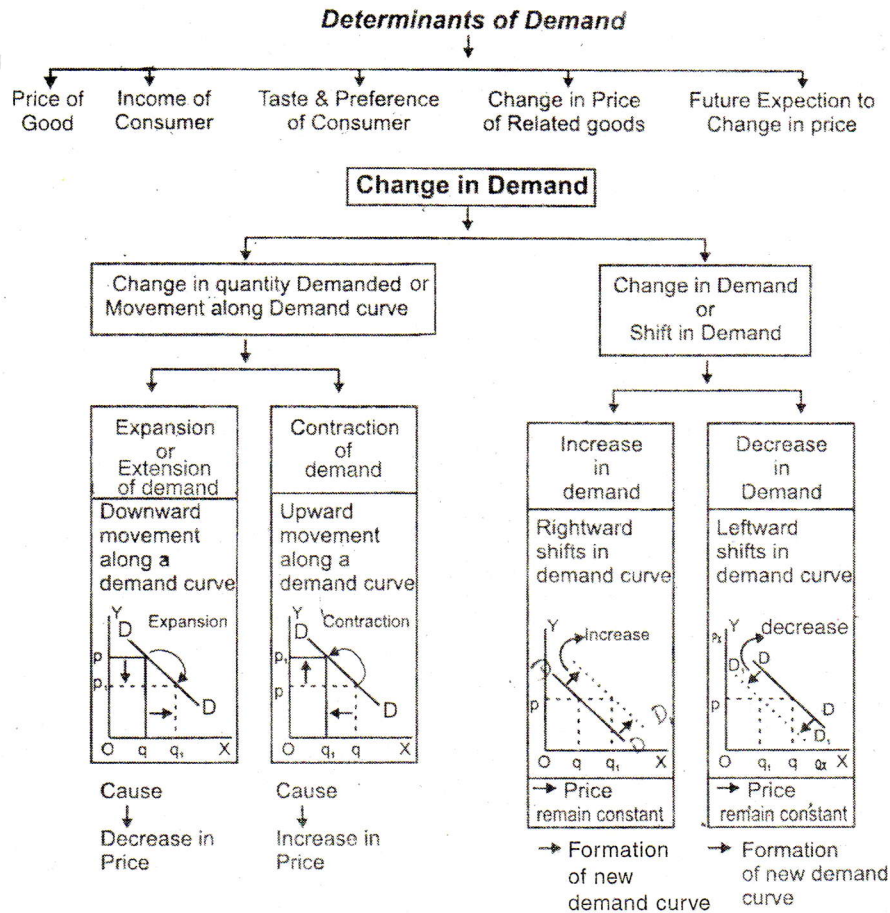 Determinants of Demand
Price of
Good
Income of
Consumer
Taste & Preference
of Consumer
Change in Price
of Related goods
Future Expection to
Change in price
Change in Demand
Change in quantity Demanded or
Movement along Demand curve
Change in Demand
or
Shift in Demand
Expansion
or
Extension
of demand
Downward
movement
along a
demand curve
Y
D
Expansion
p
p₁
D
O
q
q₁
X
Cause
Decrease in
Price
Contraction
of
demand
Upward
movement
along a
demand curve
Y
D
Contraction
p₁
p
D
O
q₁
q
X
Cause
Increase in
Price
Increase
in
demand
Rightward
shifts in
demand curve
Y
Increase
D
p
D₁
D
O
q
q₁
X
Price
remain constant
Formation
of new
demand curve
Decrease
in
Demand
Leftward
shifts in
demand curve
Px
Y
decrease
D₁
D
p
D
D₁
O
q₁
q
Qx
X
Price
remain constant
Formation
of new demand
curve